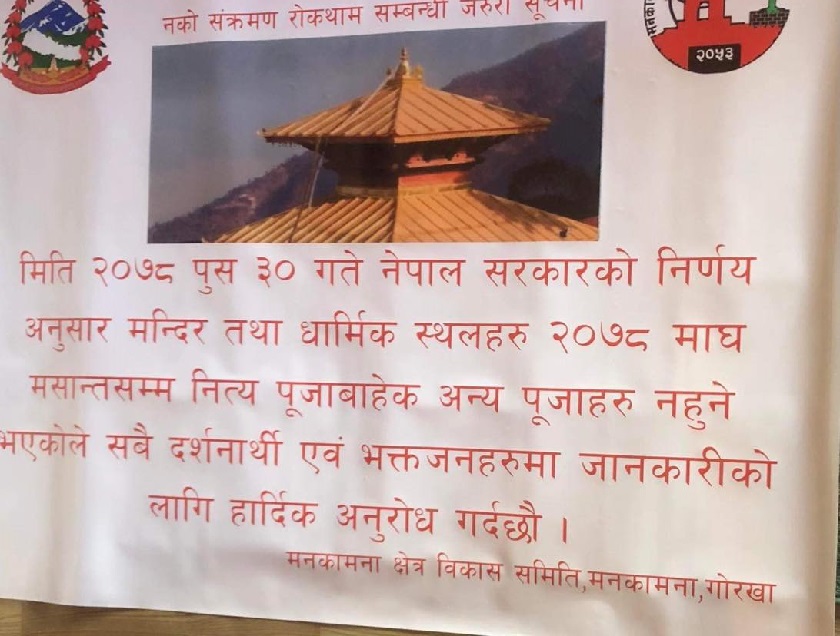 नको संक्रमण रोकथाम सम्बन्धी जरुरी सूचना
२०५३
मिति २०७८ पुस ३० गते नेपाल सरकारको निर्णय
अनुसार मन्दिर तथा धार्मिक स्थलहरु २०७८ माघ
मसान्तसम्म नित्य पूजाबाहेक अन्य पूजाहरु नहुने
भएकोले सबै दर्शनार्थी एवं भक्तजनहरुमा जानकारीको
लागि हार्दिक अनुरोध गर्दछौ ।
मनकामना क्षेत्र विकास समिति,मनकामना,गोरखा